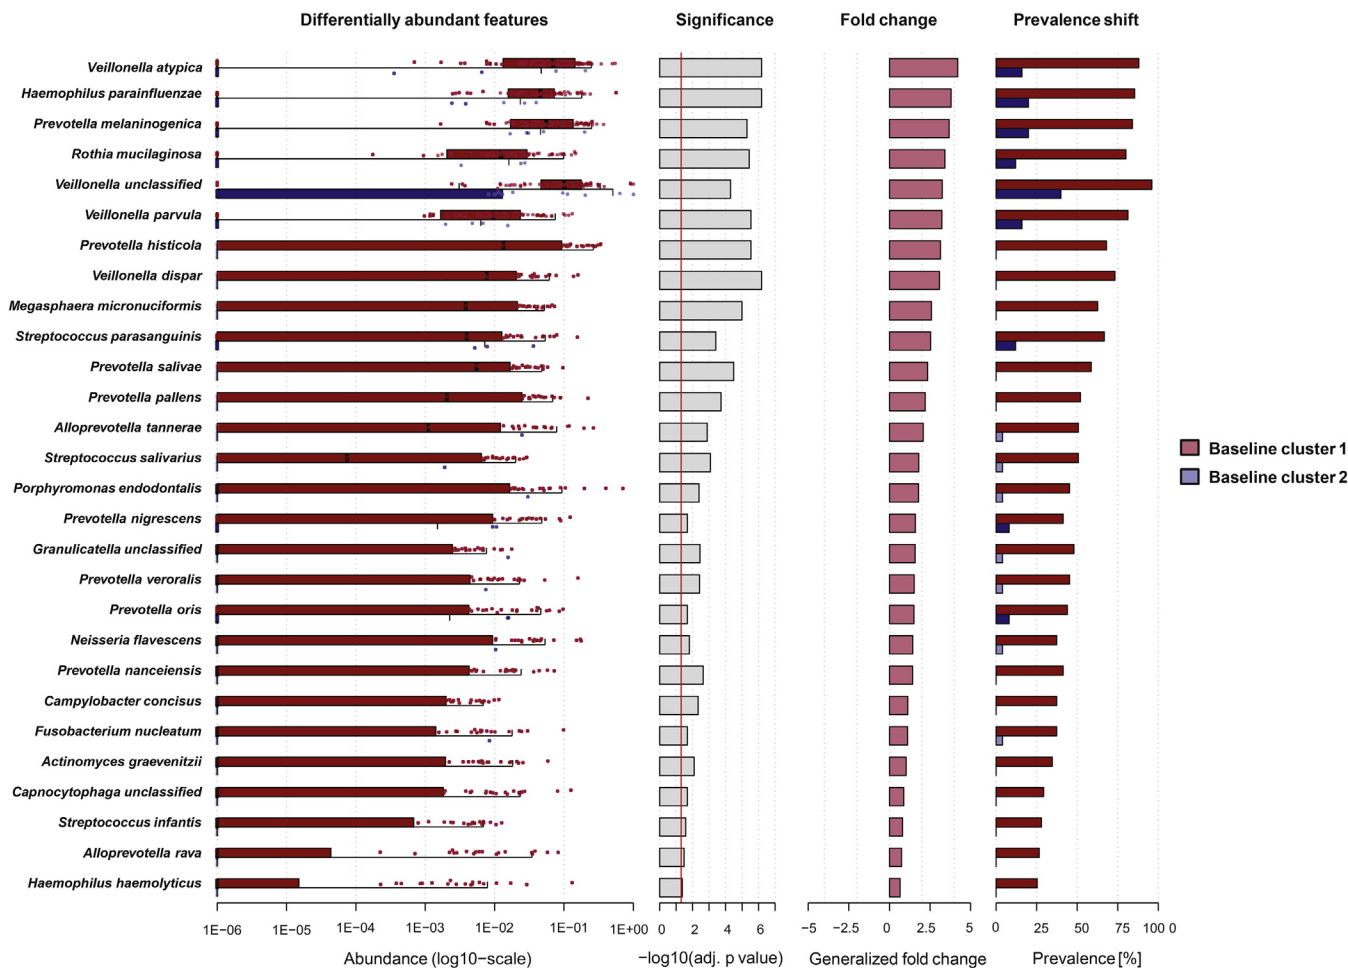 Differentially abundant features Significance Fold change Prevalence shift
Veillonella atypica
Haemophilus parainfluenzae
Prevotella melaninogenica
Rothia mucilaginosa
Veillonella unclassified
Veillonella parvula
Prevotella histicola
Veillonella dispar
Megasphaera micronuciformis
Streptococcus parasanguinis
Prevotella salivae
Prevotella pallens
Alloprevotella tannerae
Streptococcus salivarius
Porphyromonas endodontalis
Prevotella nigrescens
Granulicatella unclassified
Prevotella veroralis
Prevotella oris
Neisseria flavescens
Prevotella nanceiensis
Campylobacter concisus
Fusobacterium nucleatum
Actinomyces graevenitzii
Capnocytophaga unclassified
Streptococcus infantis
Alloprevotella rava
Haemophilus haemolyticus
Baseline cluster 1
Baseline cluster 2
1E−06 1E−05 1E−04 1E−03 1E−02 1E−01 1E+00 0 2 4 6 −5 −2.5 0 2.5 5 0 25 50 75 100 0
Abundance (log10−scale) −log10(adj. p value) Generalized fold change Prevalence [%]